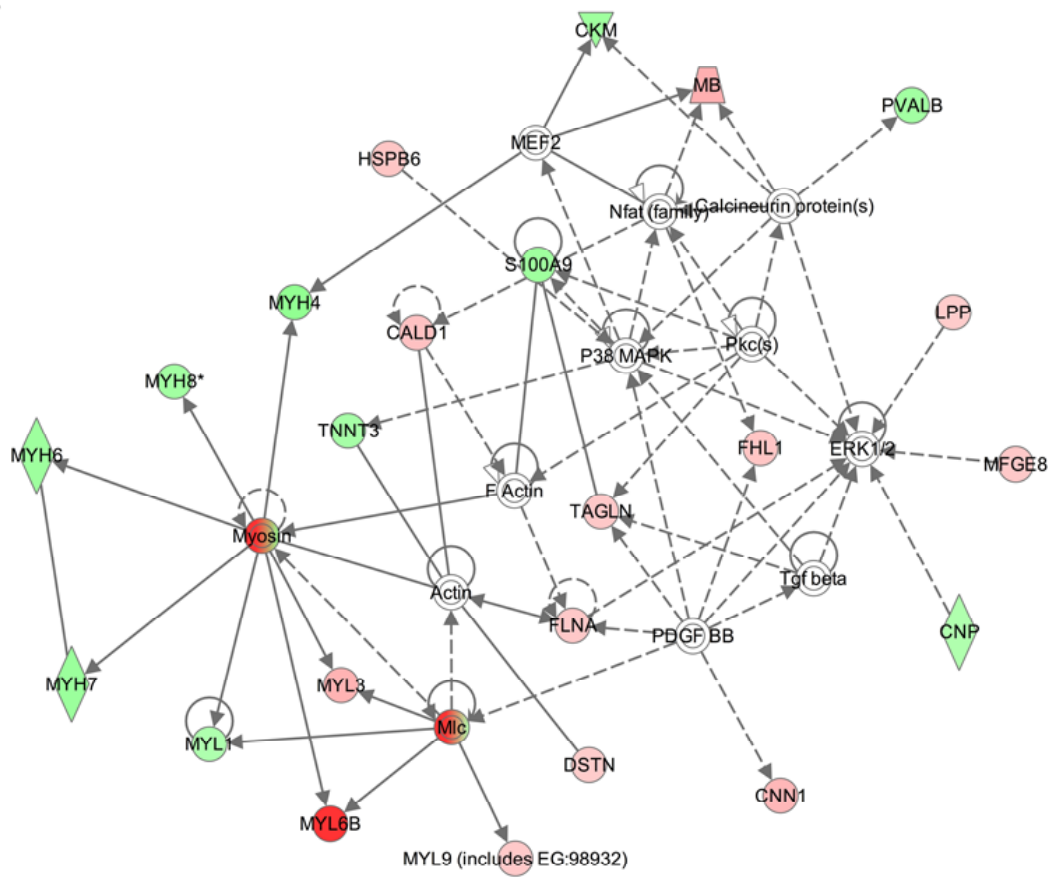 CKM
MB
PVALB
MEF2
HSPB6
Nfat (family)
Calcineurin protein(s)
S100A9
MYH4
CALD1
LPP
P38 MAPK
Pkc(s)
MYH8*
TNNT3
MYH6
FHL1
ERK1/2
MFGE8
F Actin
TAGLN
Myosin
Actin
Tgf beta
FLNA
PDGF BB
CNP
MYH7
MYL3
Mlc
MYL1
DSTN
CNN1
MYL6B
MYL9 (includes EG:98932)